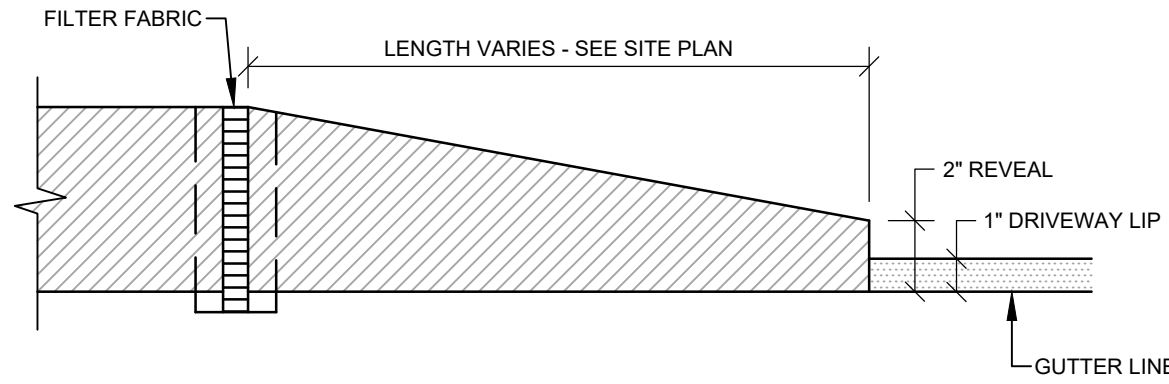 FILTER FABRIC
LENGTH VARIES - SEE SITE PLAN
2" REVEAL
1" DRIVEWAY LIP
GUTTER LINE